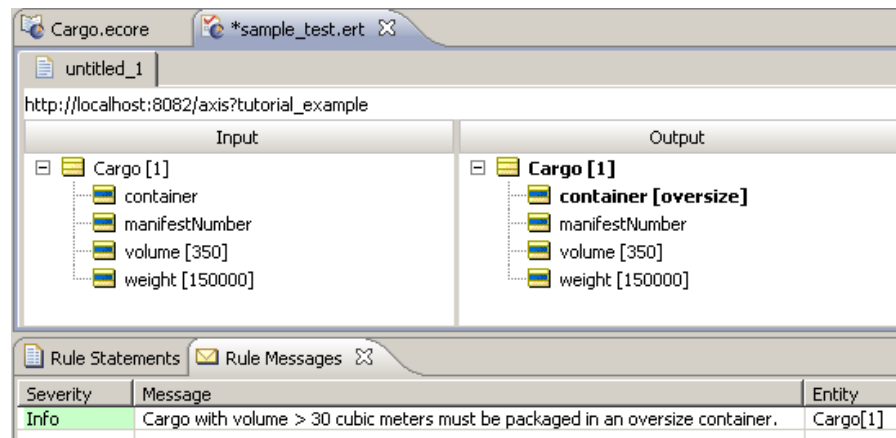 Cargo.ecore *sample_test.ert
untitled_1
http://localhost:8082/axis?tutorial_example
Input Output
Cargo [1] Cargo [1]
container container [oversize]
manifestNumber manifestNumber
volume [350] volume [350]
weight [150000] weight [150000]
Rule Statements Rule Messages
Severity Message Entity
Info Cargo with volume > 30 cubic meters must be packaged in an oversize container. Cargo[1]